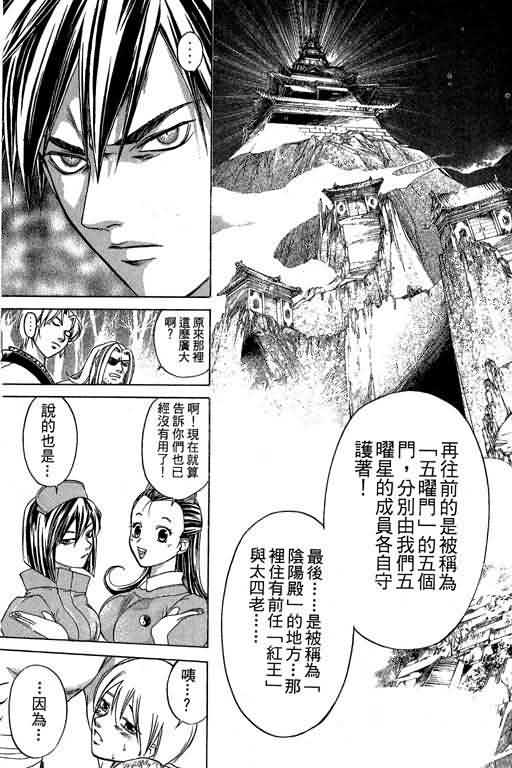 再往前的是被稱為
「五曜門」的五個
門，分別由我們五
曜星的成員各自守
護著！
最後……是被稱為「
陰陽殿」的地方…那
裡住有前任「紅王」
與太四老……
…
原來那裡
這麼廣大
啊？
…
啊！現在就算
告訴你們也已
經沒有用了！
說的也是…
咦…？
…因為…